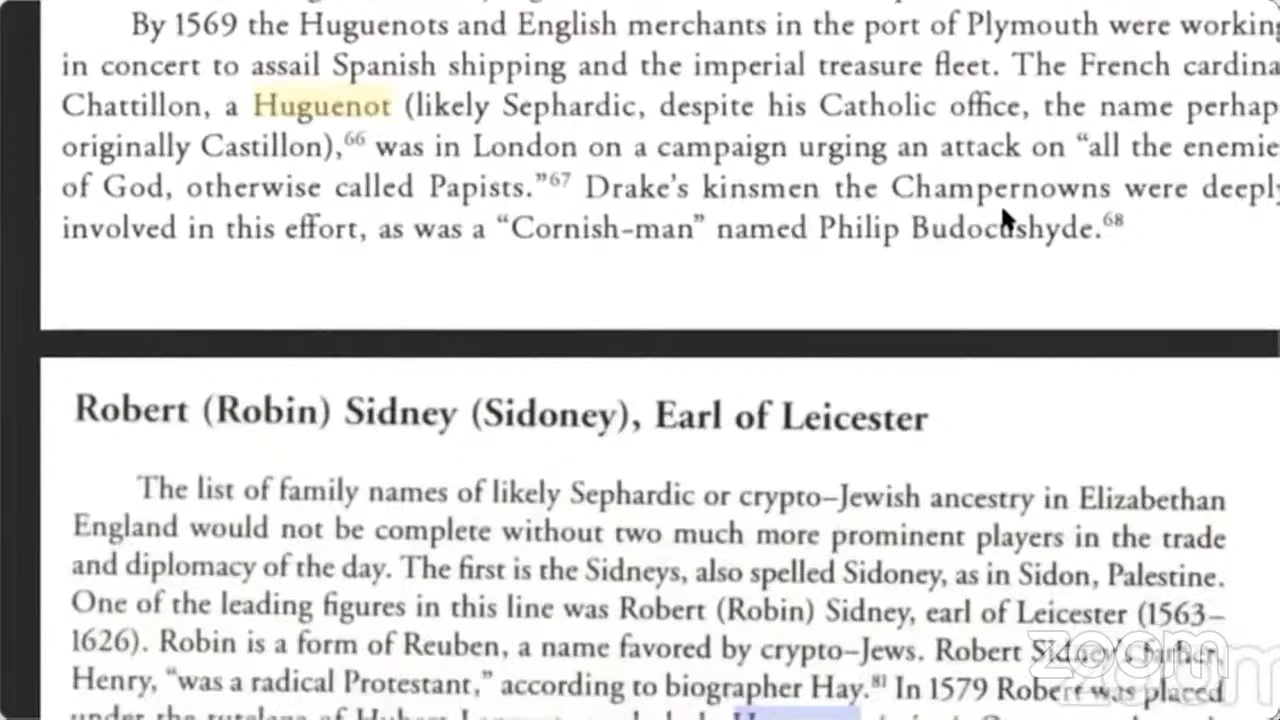 By 1569 the Huguenots and English merchants in the port of Plymouth were working
in concert to assail Spanish shipping and the imperial treasure fleet. The French cardina
Chattillon, a Huguenot (likely Sephardic, despite his Catholic office, the name perhap
originally Castillon),66 was in London on a campaign urging an attack on “all the enemie
of God, otherwise called Papists.”67 Drake’s kinsmen the Champernowns were deeply
involved in this effort, as was a “Cornish-man” named Philip Budockshyde.68
Robert (Robin) Sidney (Sidoney), Earl of Leicester
The list of family names of likely Sephardic or crypto–Jewish ancestry in Elizabethan
England would not be complete without two much more prominent players in the trade
and diplomacy of the day. The first is the Sidneys, also spelled Sidoney, as in Sidon, Palestine.
One of the leading figures in this line was Robert (Robin) Sidney, earl of Leicester (1563–
1626). Robin is a form of Reuben, a name favored by crypto–Jews. Robert Sidney’s father,
Henry, “was a radical Protestant,” according to biographer Hay.81 In 1579 Robert was placed
under the tutelage of Hubert
zoom